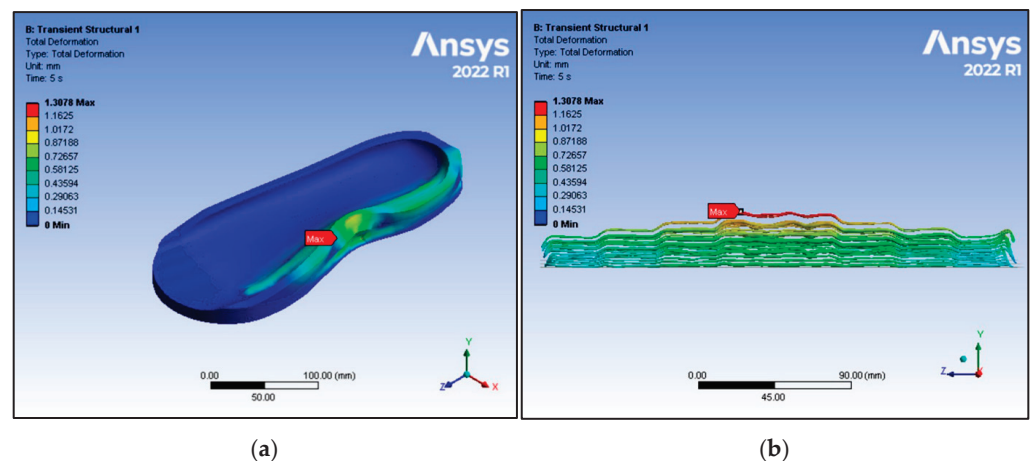 B: Transient Structural 1
Total Deformation
Type: Total Deformation
Unit: mm
Time: 5 s
Ansys
2022 R1
1.3078 Max
1.1625
1.0172
0.87188
0.72657
0.58125
0.43594
0.29063
0.14531
0 Min
Max
0.00
100.00 (mm)
50.00
Y
Z
X
(a)
B: Transient Structural 1
Total Deformation
Type: Total Deformation
Unit: mm
Time: 5 s
Ansys
2022 R1
1.3078 Max
1.1625
1.0172
0.87188
0.72657
0.58125
0.43594
0.29063
0.14531
0 Min
Max
0.00
90.00 (mm)
45.00
Y
Z
X
(b)